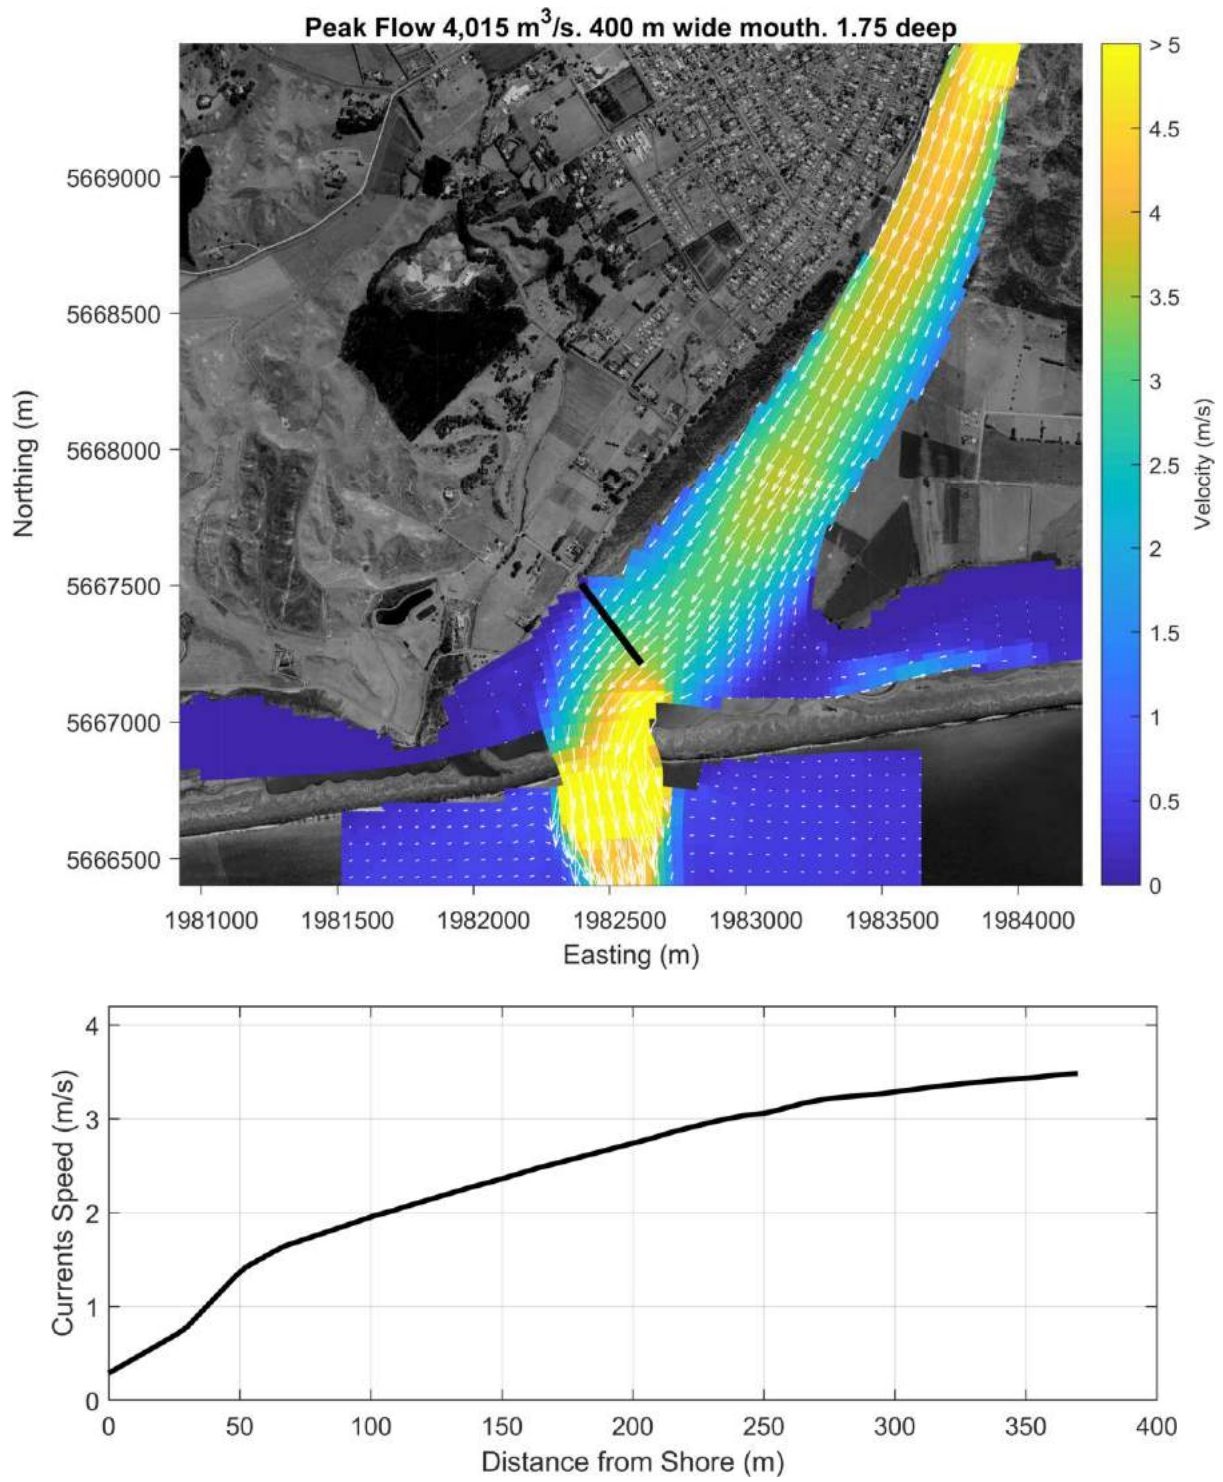 Peak Flow 4,015 m³/s. 400 m wide mouth. 1.75 deep
> 5
4.5
4
3.5
3
2.5
2
1.5
1
0.5
0
Velocity (m/s)
5669000
5668500
5668000
5667500
5667000
5666500
Northing (m)
1981000 1981500 1982000 1982500 1983000 1983500 1984000
Easting (m)
4
3
2
1
0
Currents Speed (m/s)
0 50 100 150 200 250 300 350 400
Distance from Shore (m)